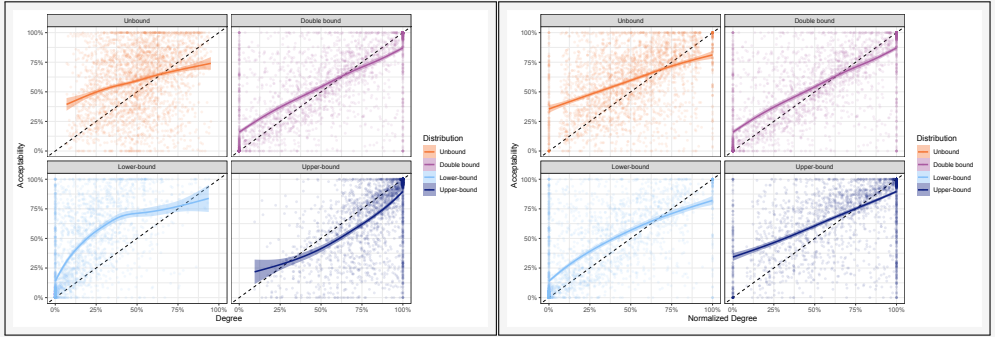 Unbound
Double bound
100%
75%
50%
25%
0%
Lower-bound
Upper-bound
100%
75%
50%
25%
0%
0%
25%
50%
75%
100%
0%
25%
50%
75%
100%
Degree
Acceptability
Distribution
Unbound
Double bound
Lower-bound
Upper-bound
Unbound
Double bound
100%
75%
50%
25%
0%
Lower-bound
Upper-bound
100%
75%
50%
25%
0%
0%
25%
50%
75%
100%
0%
25%
50%
75%
100%
Normalized Degree
Acceptability
Distribution
Unbound
Double bound
Lower-bound
Upper-bound